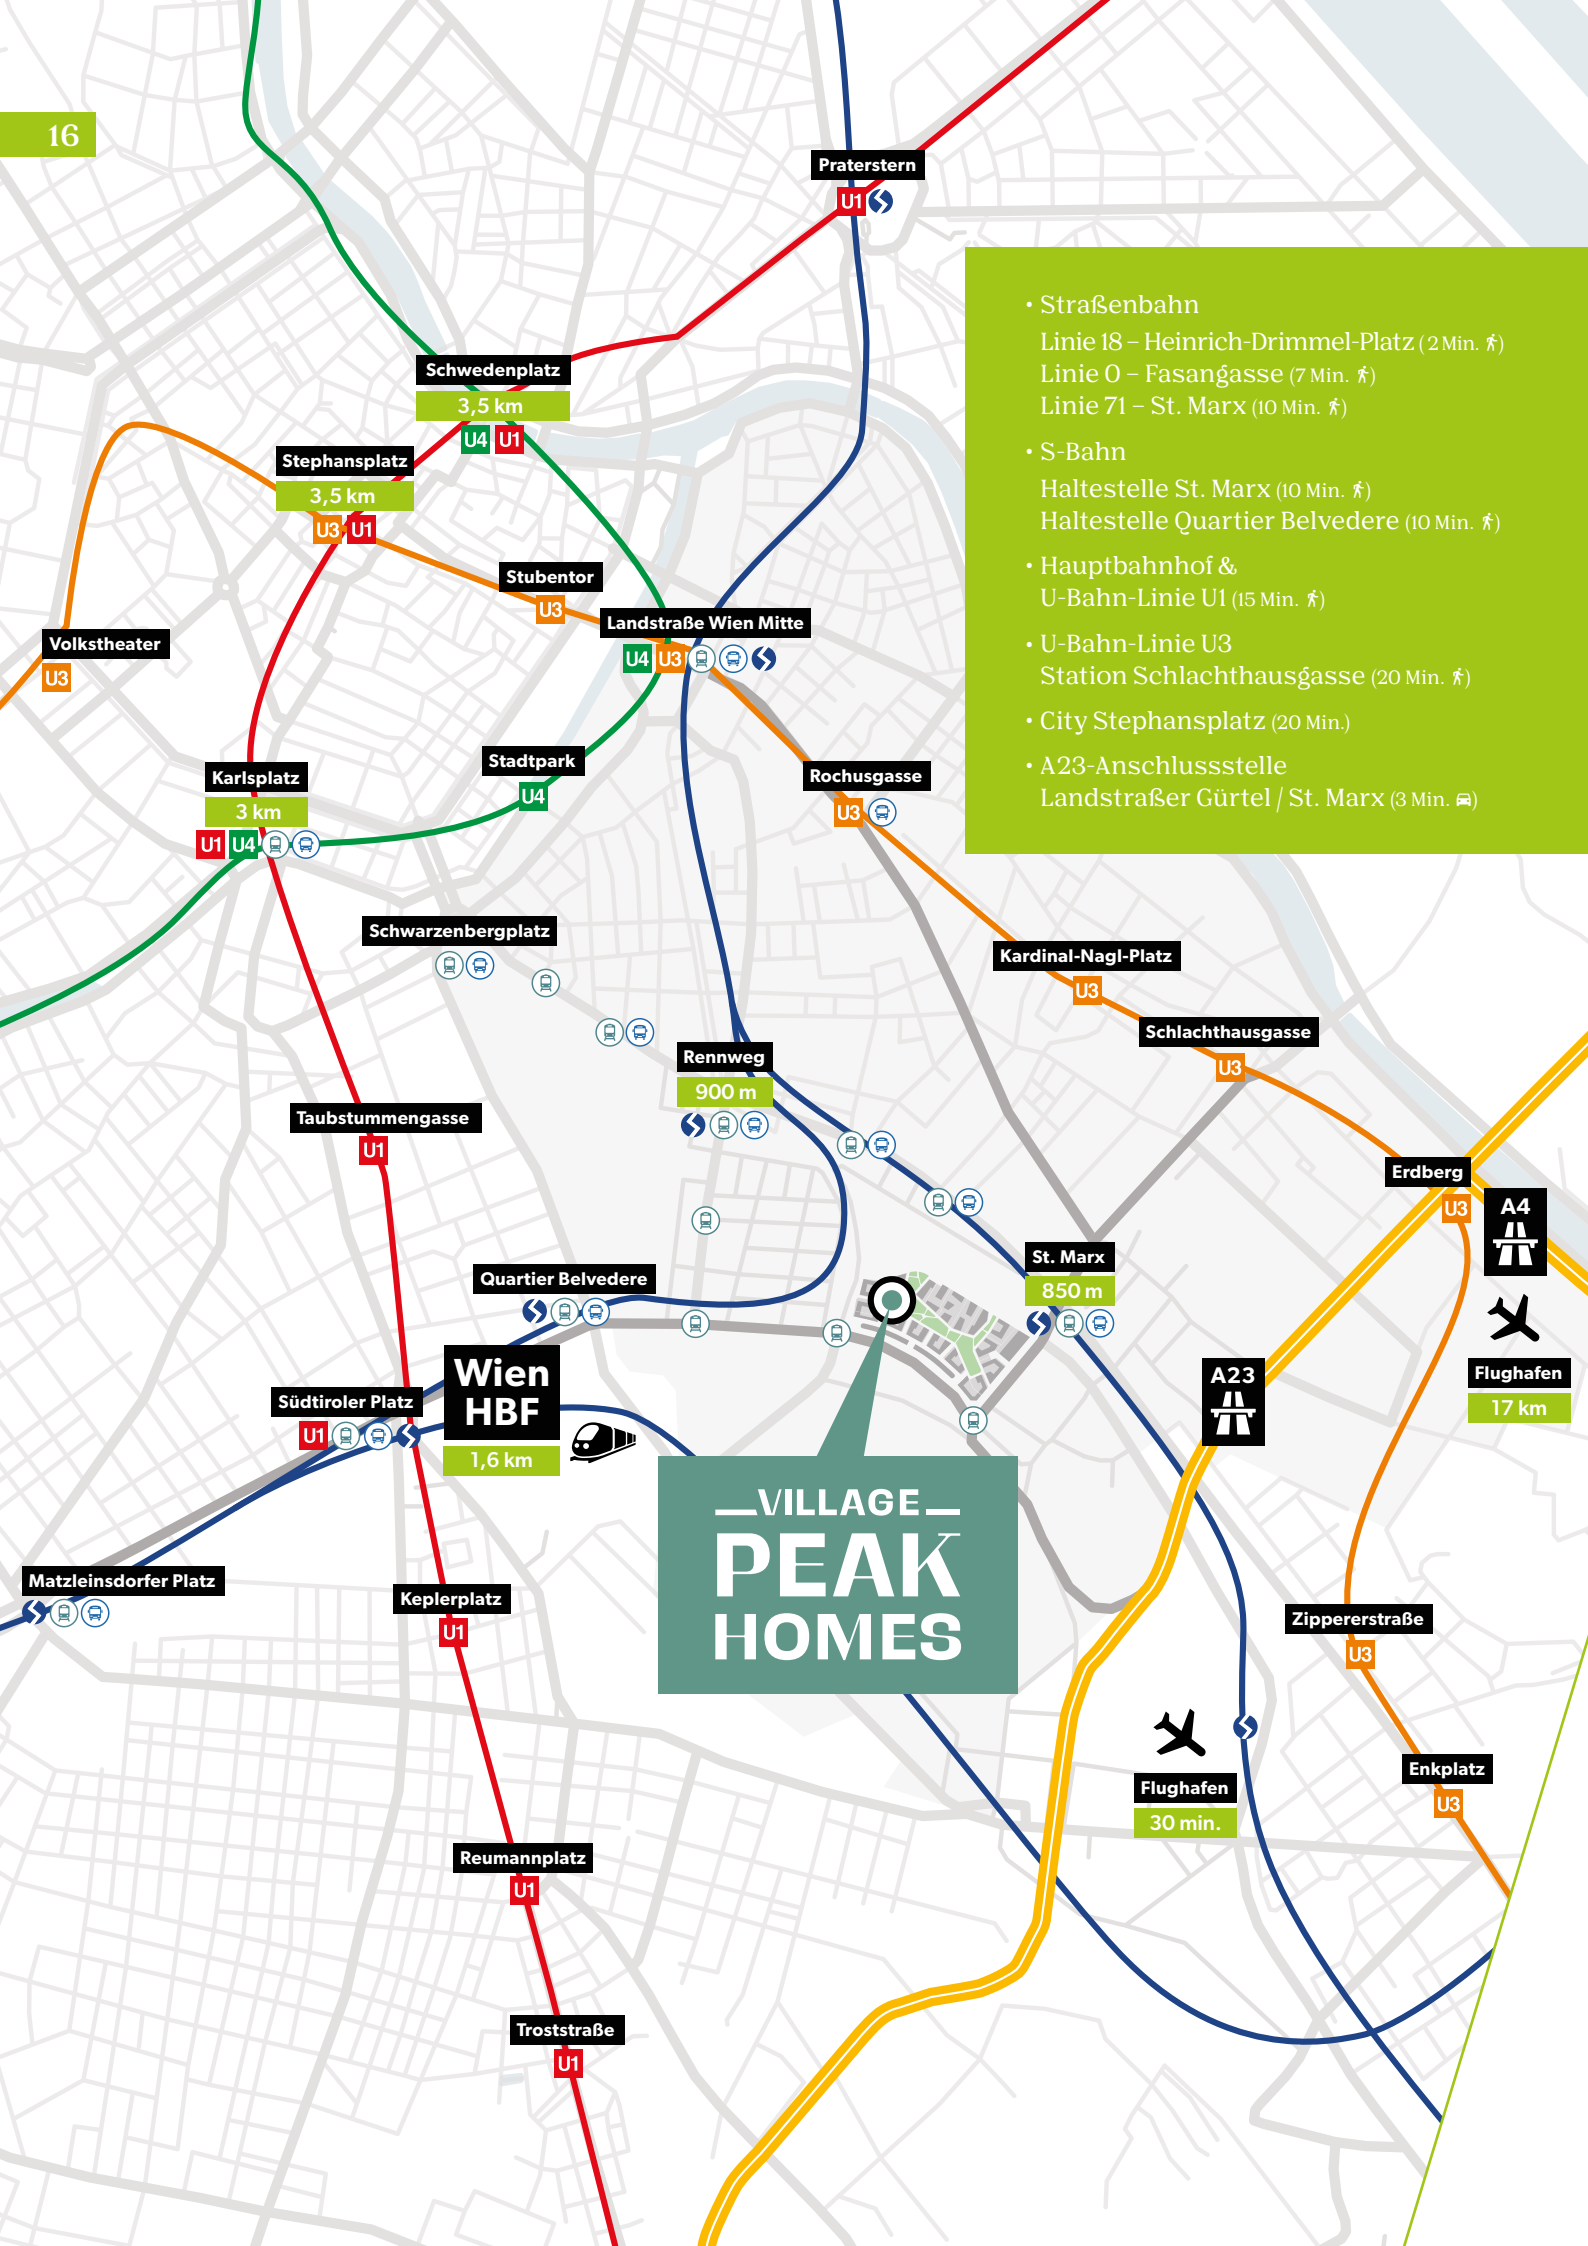 16
Praterstern
U1
• Straßenbahn
Linie 18 – Heinrich-Drimmel-Platz (2 Min.)
Linie O – Fasangasse (7 Min.)
Linie 71 – St. Marx (10 Min.)
• S-Bahn
Haltestelle St. Marx (10 Min.)
Haltestelle Quartier Belvedere (10 Min.)
• Hauptbahnhof &
U-Bahn-Linie U1 (15 Min.)
• U-Bahn-Linie U3
Station Schlachthausgasse (20 Min.)
• City Stephansplatz (20 Min.)
• A23-Anschlussstelle
Landstraßer Gürtel / St. Marx (3 Min.)
Schwedenplatz
3,5 km
U4 U1
Stephansplatz
3,5 km
U3 U1
Stubentor
U3
Landstraße Wien Mitte
U4 U3
Volkstheater
U3
Stadtpark
U4
Karlsplatz
3 km
U1 U4
Rochusgasse
U3
Schwarzenbergplatz
Kardinal-Nagl-Platz
U3
Schlachthausgasse
U3
Rennweg
900 m
Taubstummengasse
U1
Erdberg
U3
A4
St. Marx
850 m
Quartier Belvedere
Wien
HBF
1,6 km
Südtiroler Platz
U1
A23
Flughafen
17 km
VILLAGE
PEAK
HOMES
Matzleinsdorfer Platz
Keplerplatz
U1
Zippererstraße
U3
Enkplatz
U3
Flughafen
30 min.
Reumannplatz
U1
Troststraße
U1